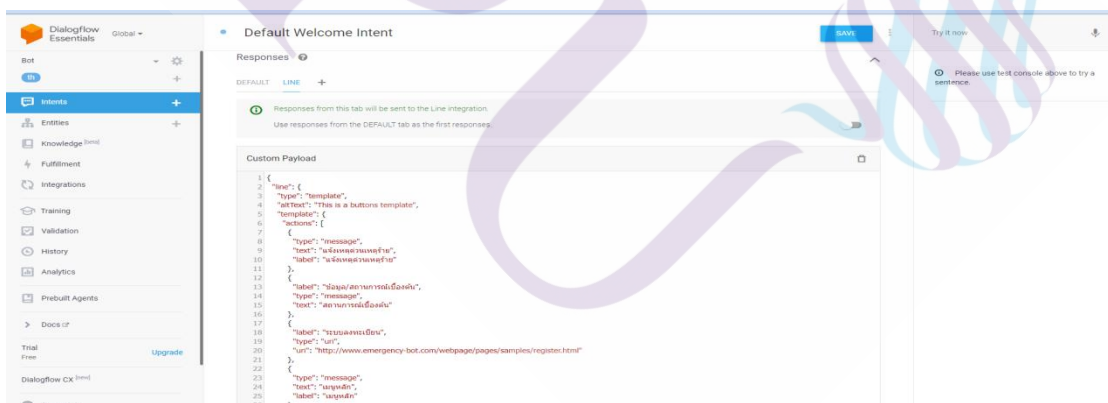 Dialogflow Essentials
Global
Default Welcome Intent
SAVE
Try it now
Bot
th
Responses
DEFAULT LINE +
Please use test console above to try a sentence.
Intents
Entities
Knowledge [beta]
Fulfillment
Integrations
Training
Validation
History
Analytics
Prebuilt Agents
Docs
Trial
Free
Upgrade
Dialogflow CX [new]
Responses from this tab will be sent to the Line integration.
Use responses from the DEFAULT tab as the first responses.
Custom Payload
1 {
2 "line": {
3 "type": "template",
4 "altText": "This is a buttons template",
5 "template": {
6 "actions": [
7 {
8 "type": "message",
9 "text": "แจ้งเหตุด่วนเหตุร้าย",
10 "label": "แจ้งเหตุด่วนเหตุร้าย"
11 },
12 {
13 "label": "ข้อมูล/สถานการณ์เบื้องต้น",
14 "type": "message",
15 "text": "สถานการณ์เบื้องต้น"
16 },
17 {
18 "label": "ระบบลงทะเบียน",
19 "type": "uri",
20 "uri": "http://www.emergency-bot.com/webpage/pages/samples/register.html"
21 },
22 {
23 "type": "message",
24 "text": "เมนูหลัก",
25 "label": "เมนูหลัก"